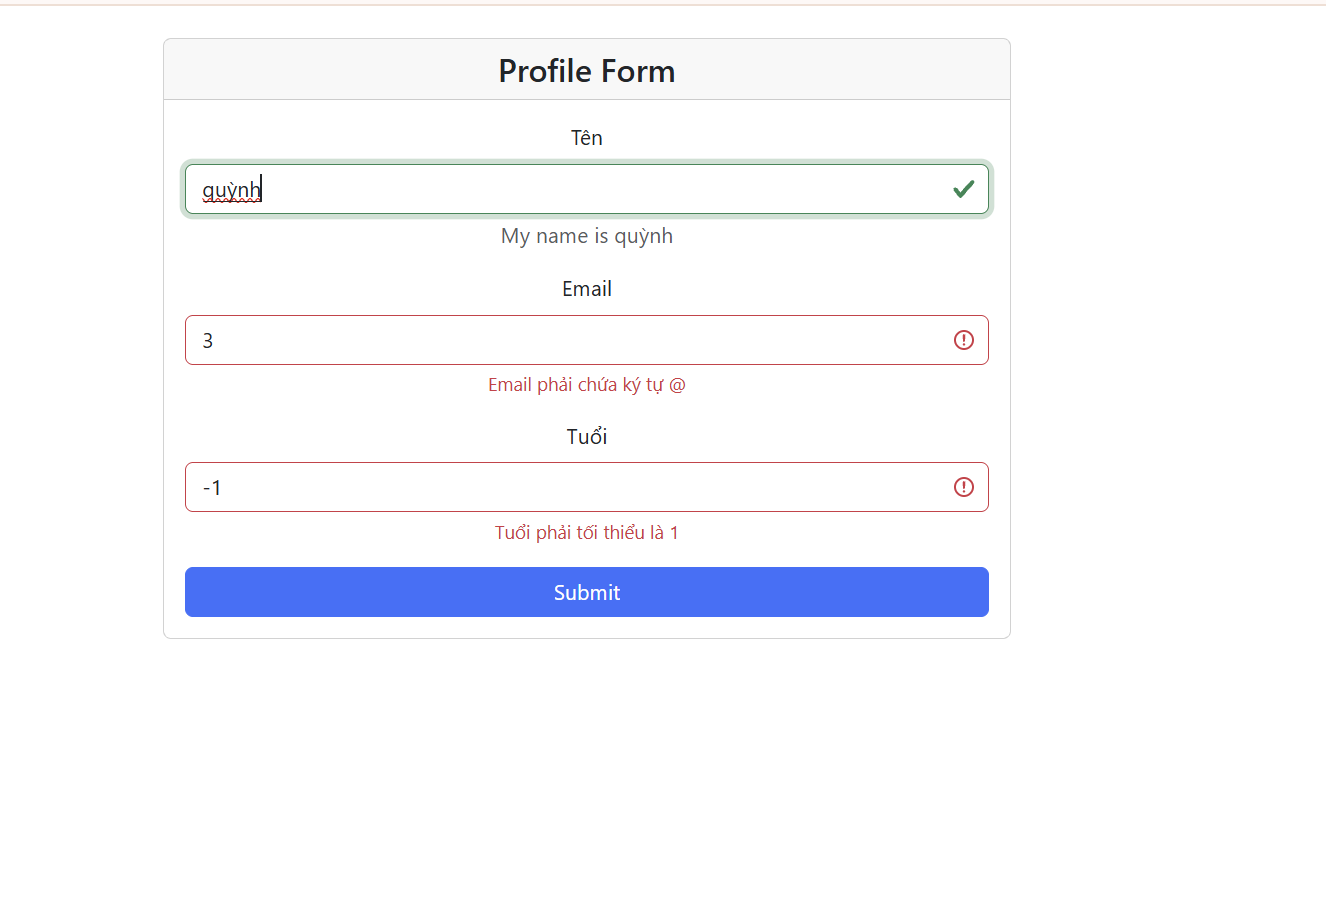 Profile Form
Tên
quỳnh
My name is quỳnh
Email
3
Email phải chứa ký tự @
Tuổi
-1
Tuổi phải tối thiểu là 1
Submit